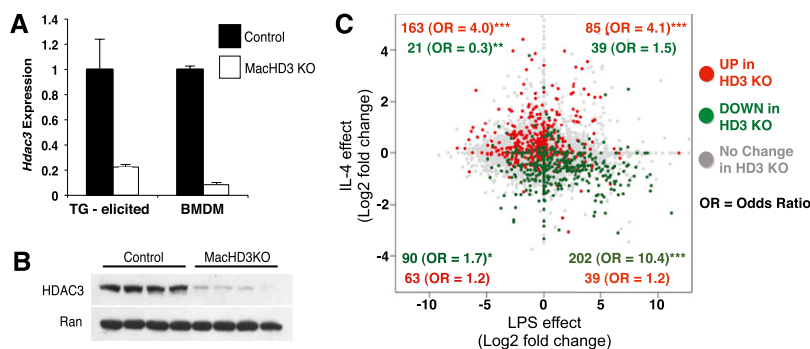 A
1.4
1.2
1
0.8
0.6
0.4
0.2
0
Hdac3 Expression
Control
MacHD3 KO
TG - elicited
BMDM
B
Control
MacHD3KO
HDAC3
Ran
C
163 (OR = 4.0)***
85 (OR = 4.1)***
21 (OR = 0.3)**
39 (OR = 1.5)
4
2
0
-2
-4
IL-4 effect
(Log2 fold change)
90 (OR = 1.7)*
202 (OR = 10.4)***
63 (OR = 1.2)
39 (OR = 1.2)
-10
-5
0
5
10
LPS effect
(Log2 fold change)
UP in
HD3 KO
DOWN in
HD3 KO
No Change
in HD3 KO
OR = Odds Ratio